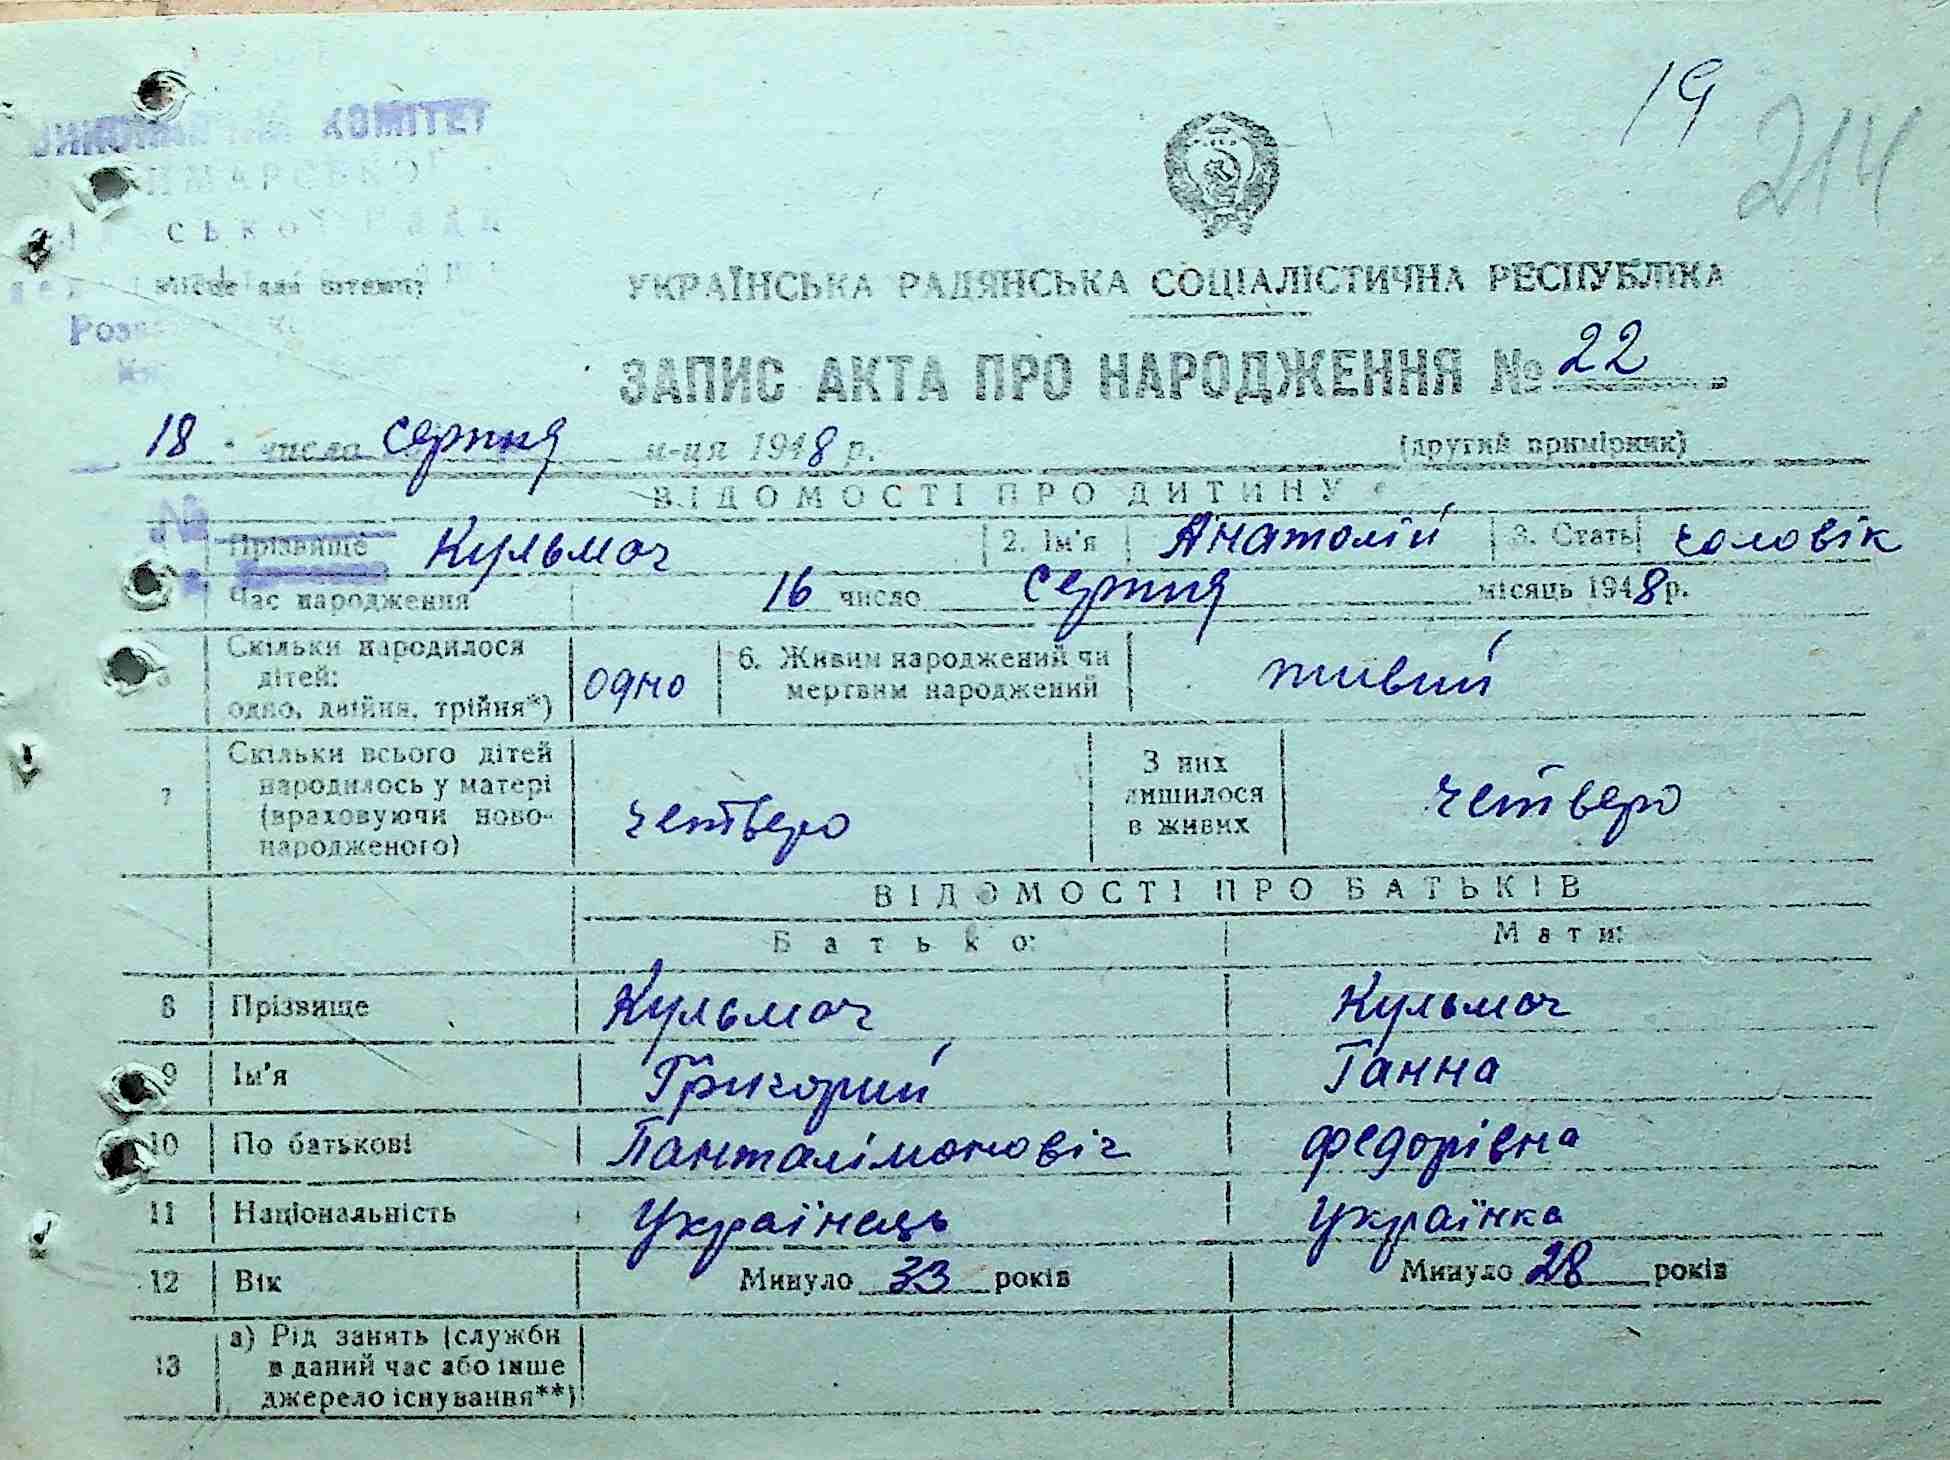 19
214
КОМІТЕТ
Місце для штампу
УКРАЇНСЬКА РАДЯНСЬКА СОЦІАЛІСТИЧНА РЕСПУБЛІКА
ЗАПИС АКТА ПРО НАРОДЖЕННЯ № 22
18 числа серпня м-ця 1948 р. (другий примірник)
ВІДОМОСТІ ПРО ДИТИНУ
Прізвище Кульмач 2. Ім'я Анатолій 3. Стать чоловік
Час народження 16 число серпня місяць 1948 р.
Скільки народилося дітей: одно, двійня, трійня*) одно 6. Живим народжений чи мертвим народжений живий
7 Скільки всього дітей народилось у матері (враховуючи новонародженого) четверо З них лишилося в живих четверо
ВІДОМОСТІ ПРО БАТЬКІВ
Батько: Мати:
8 Прізвище Кульмач Кульмач
9 Ім'я Григорий Ганна
10 По батькові Панталімоновіч Федорівна
11 Національність Українець Українка
12 Вік Минуло 33 років Минуло 28 років
13 а) Рід занять (служби в даний час або інше джерело існування**)